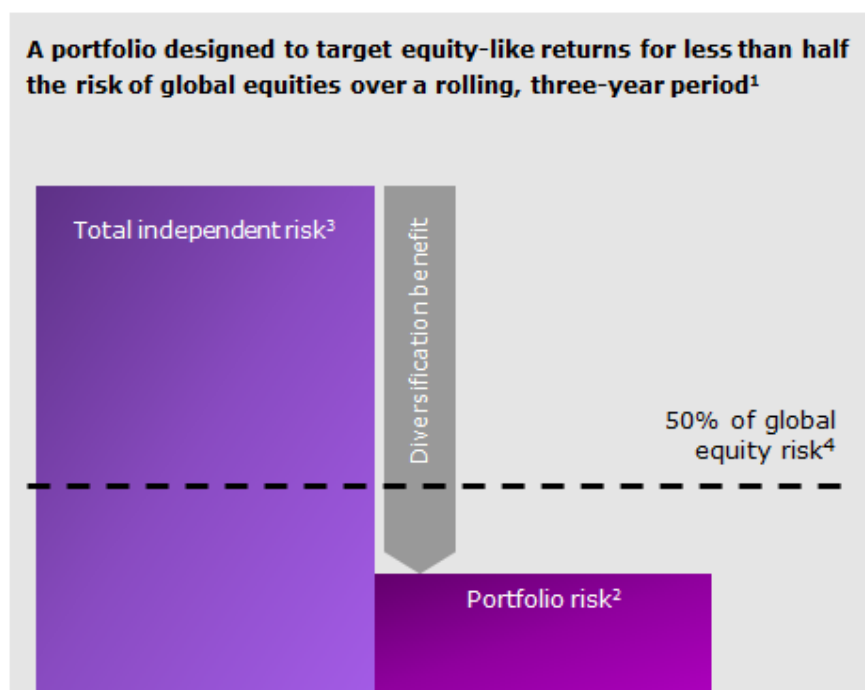 A portfolio designed to target equity-like returns for less than half
the risk of global equities over a rolling, three-year period¹
Total independent risk³
Diversification benefit
50% of global
equity risk⁴
Portfolio risk²